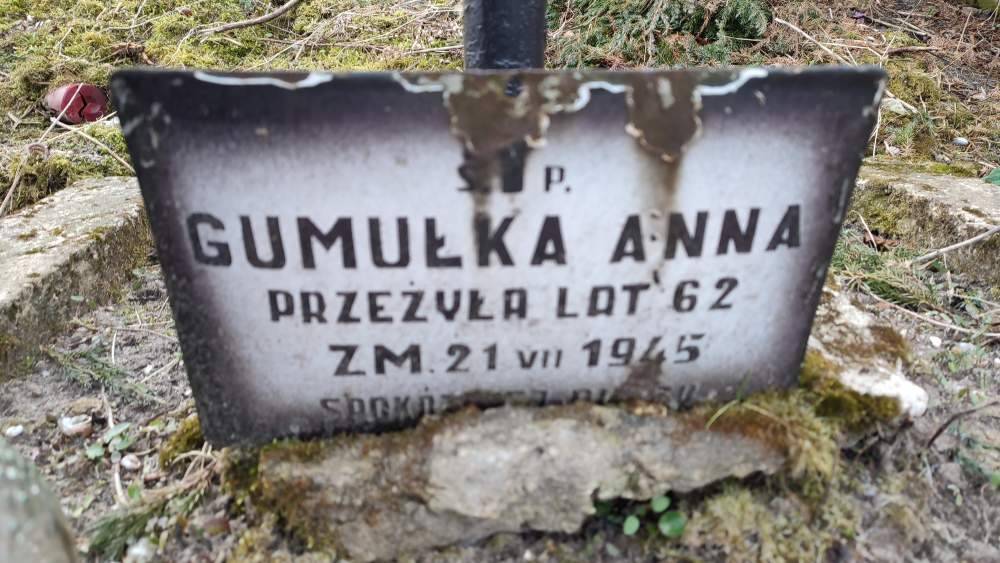 Ś. P.
GUMUŁKA ANNA
PRZEŻYŁA LAT 62
ZM. 21 VII 1945